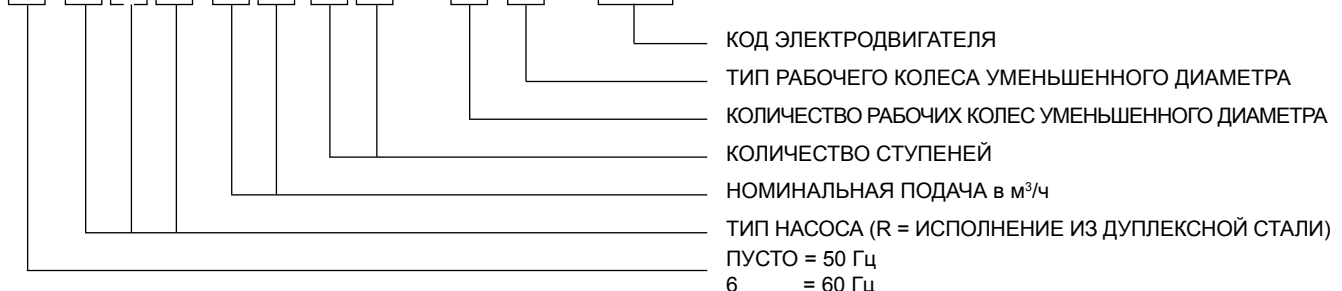 КОД ЭЛЕКТРОДВИГАТЕЛЯ
ТИП РАБОЧЕГО КОЛЕСА УМЕНЬШЕННОГО ДИАМЕТРА
КОЛИЧЕСТВО РАБОЧИХ КОЛЕС УМЕНЬШЕННОГО ДИАМЕТРА
КОЛИЧЕСТВО СТУПЕНЕЙ
НОМИНАЛЬНАЯ ПОДАЧА в м³/ч
ТИП НАСОСА (R = ИСПОЛНЕНИЕ ИЗ ДУПЛЕКСНОЙ СТАЛИ)
ПУСТО = 50 Гц
6 = 60 Гц